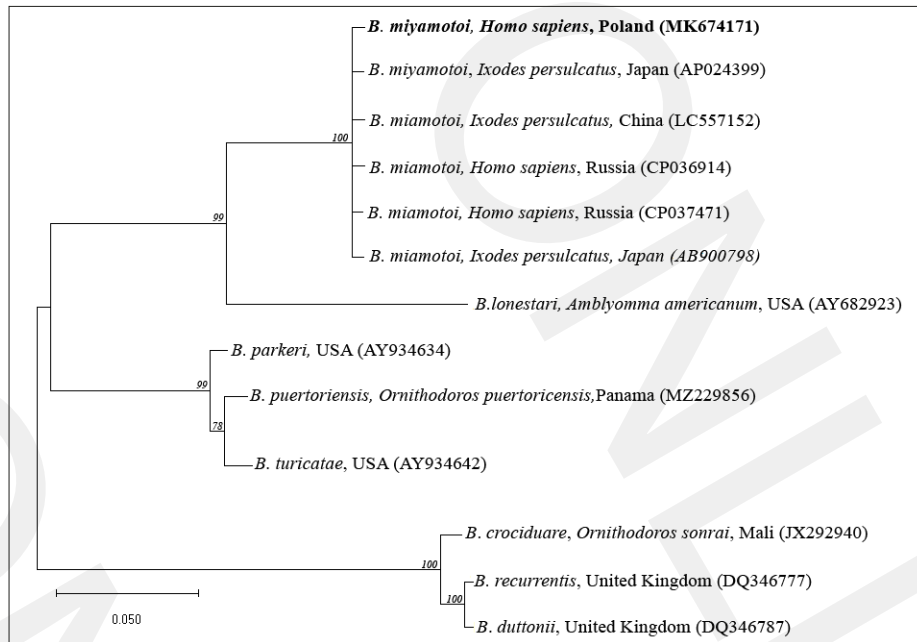 B. miyamotoi, Homo sapiens, Poland (MK674171)
B. miyamotoi, Ixodes persulcatus, Japan (AP024399)
B. miamotoi, Ixodes persulcatus, China (LC557152)
100
B. miamotoi, Homo sapiens, Russia (CP036914)
B. miamotoi, Homo sapiens, Russia (CP037471)
99
B. miamotoi, Ixodes persulcatus, Japan (AB900798)
B.lonestari, Amblyomma americanum, USA (AY682923)
B. parkeri, USA (AY934634)
99
B. puertoriensis, Ornithodoros puertoricensis,Panama (MZ229856)
78
B. turicatae, USA (AY934642)
B. crociduare, Ornithodoros sonrai, Mali (JX292940)
100
B. recurrentis, United Kingdom (DQ346777)
100
B. duttonii, United Kingdom (DQ346787)
0.050